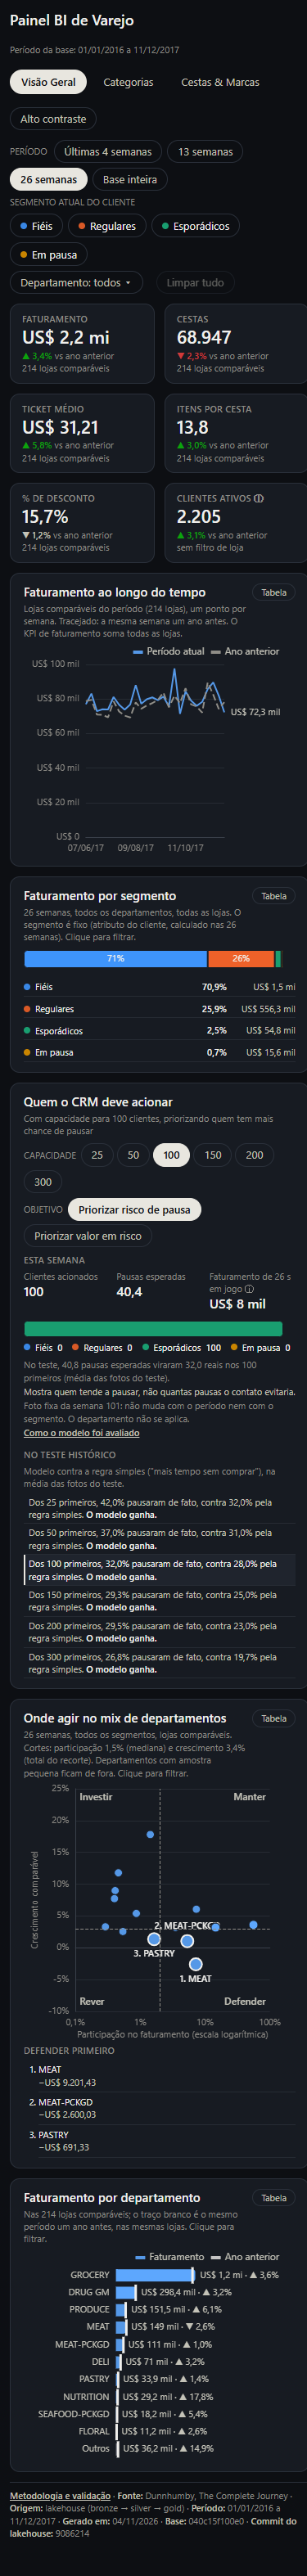 Painel BI de Varejo
Período da base: 01/01/2016 a 11/12/2017
Visão Geral Categorias Cestas & Marcas
Alto contraste
PERÍODO Últimas 4 semanas 13 semanas
26 semanas Base inteira
SEGMENTO ATUAL DO CLIENTE
Fiéis Regulares Esporádicos
Em pausa
Departamento: todos Limpar tudo
FATURAMENTO
US$ 2,2 mi
▲ 3,4% vs ano anterior
214 lojas comparáveis
CESTAS
68.947
▼ 2,3% vs ano anterior
214 lojas comparáveis
TICKET MÉDIO
US$ 31,21
▲ 5,8% vs ano anterior
214 lojas comparáveis
ITENS POR CESTA
13,8
▲ 3,0% vs ano anterior
214 lojas comparáveis
% DE DESCONTO
15,7%
▼ 1,2% vs ano anterior
214 lojas comparáveis
CLIENTES ATIVOS ⓘ
2.205
▲ 3,1% vs ano anterior
sem filtro de loja
Faturamento ao longo do tempo Tabela
Lojas comparáveis do período (214 lojas), um ponto por
semana. Tracejado: a mesma semana um ano antes. O
KPI de faturamento soma todas as lojas.
Período atual Ano anterior
US$ 100 mil
US$ 80 mil
US$ 72,3 mil
US$ 60 mil
US$ 40 mil
US$ 20 mil
US$ 0
07/06/17 09/08/17 11/10/17
Faturamento por segmento Tabela
26 semanas, todos os departamentos, todas as lojas. O
segmento é fixo (atributo do cliente, calculado nas 26
semanas). Clique para filtrar.
71% 26%
Fiéis 70,9% US$ 1,5 mi
Regulares 25,9% US$ 556,3 mil
Esporádicos 2,5% US$ 54,8 mil
Em pausa 0,7% US$ 15,6 mil
Quem o CRM deve acionar
Com capacidade para 100 clientes, priorizando quem tem mais
chance de pausar
CAPACIDADE 25 50 100 150 200
300
OBJETIVO Priorizar risco de pausa
Priorizar valor em risco
ESTA SEMANA
Clientes acionados
100
Pausas esperadas
40,4
Faturamento de 26 s
em jogo ⓘ
US$ 8 mil
Fiéis 0 Regulares 0 Esporádicos 100 Em pausa 0
No teste, 40,8 pausas esperadas viraram 32,0 reais nos 100
primeiros (média das fotos do teste).
Mostra quem tende a pausar, não quantas pausas o contato evitaria.
Foto fixa da semana 101: não muda com o período nem com o
segmento. O departamento não se aplica.
Como o modelo foi avaliado
NO TESTE HISTÓRICO
Modelo contra a regra simples ("mais tempo sem comprar"), na
média das fotos do teste.
Dos 25 primeiros, 42,0% pausaram de fato, contra 32,0% pela
regra simples. O modelo ganha.
Dos 50 primeiros, 37,0% pausaram de fato, contra 31,0% pela
regra simples. O modelo ganha.
Dos 100 primeiros, 32,0% pausaram de fato, contra 28,0% pela
regra simples. O modelo ganha.
Dos 150 primeiros, 29,3% pausaram de fato, contra 25,0% pela
regra simples. O modelo ganha.
Dos 200 primeiros, 29,5% pausaram de fato, contra 23,0% pela
regra simples. O modelo ganha.
Dos 300 primeiros, 26,8% pausaram de fato, contra 19,7% pela
regra simples. O modelo ganha.
Onde agir no mix de departamentos Tabela
26 semanas, todos os segmentos, lojas comparáveis.
Cortes: participação 1,5% (mediana) e crescimento 3,4%
(total do recorte). Departamentos com amostra
pequena ficam de fora. Clique para filtrar.
25%
Investir Manter
20%
15%
10%
5%
2. MEAT-PCKGD
0%
3. PASTRY
-5%
1. MEAT
Rever Defender
-10%
Crescimento comparável
0,1% 1% 10% 100%
Participação no faturamento (escala logarítmica)
DEFENDER PRIMEIRO
1. MEAT
−US$ 9.201,43
2. MEAT-PCKGD
−US$ 2.600,03
3. PASTRY
−US$ 691,33
Faturamento por departamento Tabela
Nas 214 lojas comparáveis; o traço branco é o mesmo
período um ano antes, nas mesmas lojas. Clique para
filtrar.
Faturamento Ano anterior
GROCERY US$ 1,2 mi · ▲ 3,6%
DRUG GM US$ 298,4 mil · ▲ 3,2%
PRODUCE US$ 151,5 mil · ▲ 6,1%
MEAT US$ 149 mil · ▼ 2,6%
MEAT-PCKGD US$ 111 mil · ▲ 1,0%
DELI US$ 71 mil · ▲ 3,2%
PASTRY US$ 33,9 mil · ▲ 1,4%
NUTRITION US$ 29,2 mil · ▲ 17,8%
SEAFOOD-PCKGD US$ 18,2 mil · ▲ 5,4%
FLORAL US$ 11,2 mil · ▲ 2,6%
Outros US$ 36,2 mil · ▲ 14,9%
Metodologia e validação · Fonte: Dunnhumby, The Complete Journey ·
Origem: lakehouse (bronze → silver → gold) · Período: 01/01/2016 a
11/12/2017 · Gerado em: 04/11/2026 · Base: 040c15f100e0 · Commit do
lakehouse: 9086214